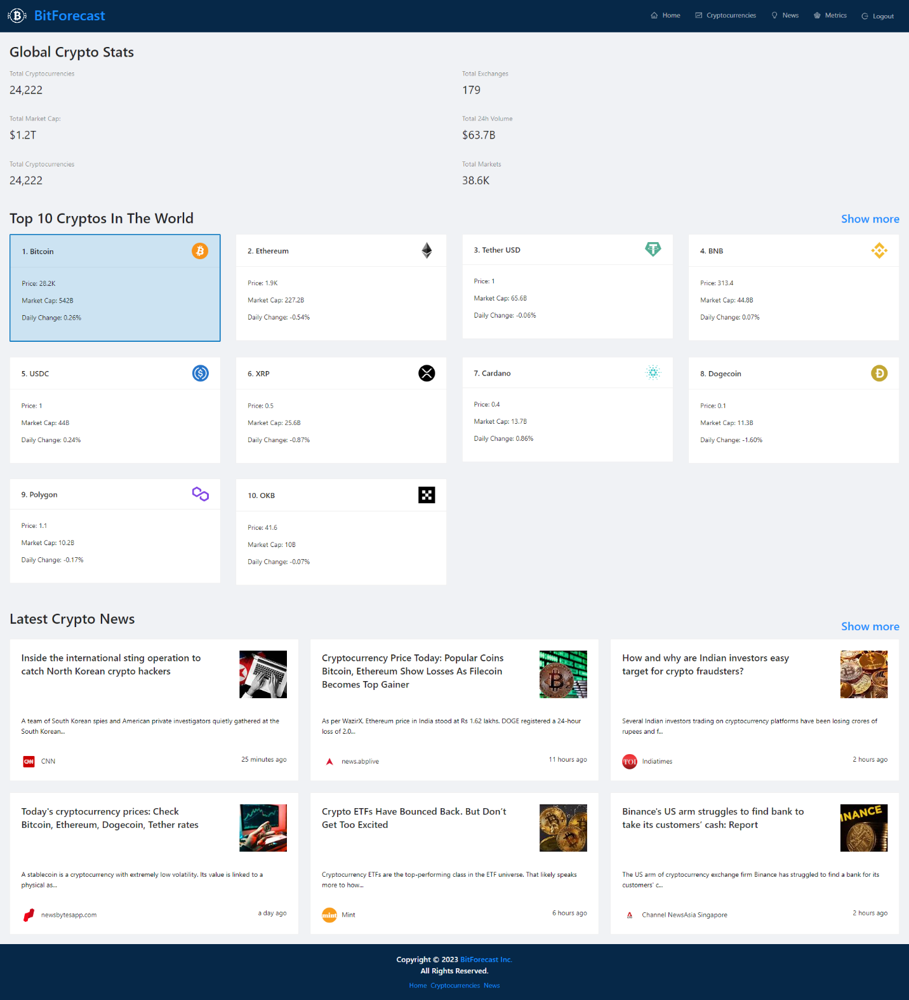 BitForecast
Home
Cryptocurrencies
News
Metrics
Logout
Global Crypto Stats
Total Cryptocurrencies
24,222
Total Exchanges
179
Total Market Cap:
$1.2T
Total 24h Volume
$63.7B
Total Cryptocurrencies
24,222
Total Markets
38.6K
Top 10 Cryptos In The World
Show more
1. Bitcoin
Price: 28.2K
Market Cap: 542B
Daily Change: 0.26%
2. Ethereum
Price: 1.9K
Market Cap: 227.2B
Daily Change: -0.54%
3. Tether USD
Price: 1
Market Cap: 65.6B
Daily Change: -0.06%
4. BNB
Price: 313.4
Market Cap: 44.8B
Daily Change: 0.07%
5. USDC
Price: 1
Market Cap: 44B
Daily Change: 0.24%
6. XRP
Price: 0.5
Market Cap: 25.6B
Daily Change: -0.87%
7. Cardano
Price: 0.4
Market Cap: 13.7B
Daily Change: 0.86%
8. Dogecoin
Price: 0.1
Market Cap: 11.3B
Daily Change: -1.60%
9. Polygon
Price: 1.1
Market Cap: 10.2B
Daily Change: -0.17%
10. OKB
Price: 41.6
Market Cap: 10B
Daily Change: -0.07%
Latest Crypto News
Show more
Inside the international sting operation to
catch North Korean crypto hackers
A team of South Korean spies and American private investigators quietly gathered at the
South Korean...
CNN
CNN
25 minutes ago
Cryptocurrency Price Today: Popular Coins
Bitcoin, Ethereum Show Losses As Filecoin
Becomes Top Gainer
As per WazirX, Ethereum price in India stood at Rs 1.62 lakhs. DOGE registered a 24-hour
loss of 2.0...
news.abplive
11 hours ago
How and why are Indian investors easy
target for crypto fraudsters?
Several Indian investors trading on cryptocurrency platforms have been losing crores of
rupees and f...
TOI
Indiatimes
2 hours ago
Today's cryptocurrency prices: Check
Bitcoin, Ethereum, Dogecoin, Tether rates
A stablecoin is a cryptocurrency with extremely low volatility. Its value is linked to a
physical as...
newsbytesapp.com
a day ago
Crypto ETFs Have Bounced Back. But Don’t
Get Too Excited
Cryptocurrency ETFs are the top-performing class in the ETF universe. That likely speaks
more to how...
mint
Mint
6 hours ago
Binance's US arm struggles to find bank to
take its customers’ cash: Report
INANCE
The US arm of cryptocurrency exchange firm Binance has struggled to find a bank for its
customers’ c...
Channel NewsAsia Singapore
2 hours ago
Copyright © 2023 BitForecast Inc.
All Rights Reserved.
Home Cryptocurrencies News